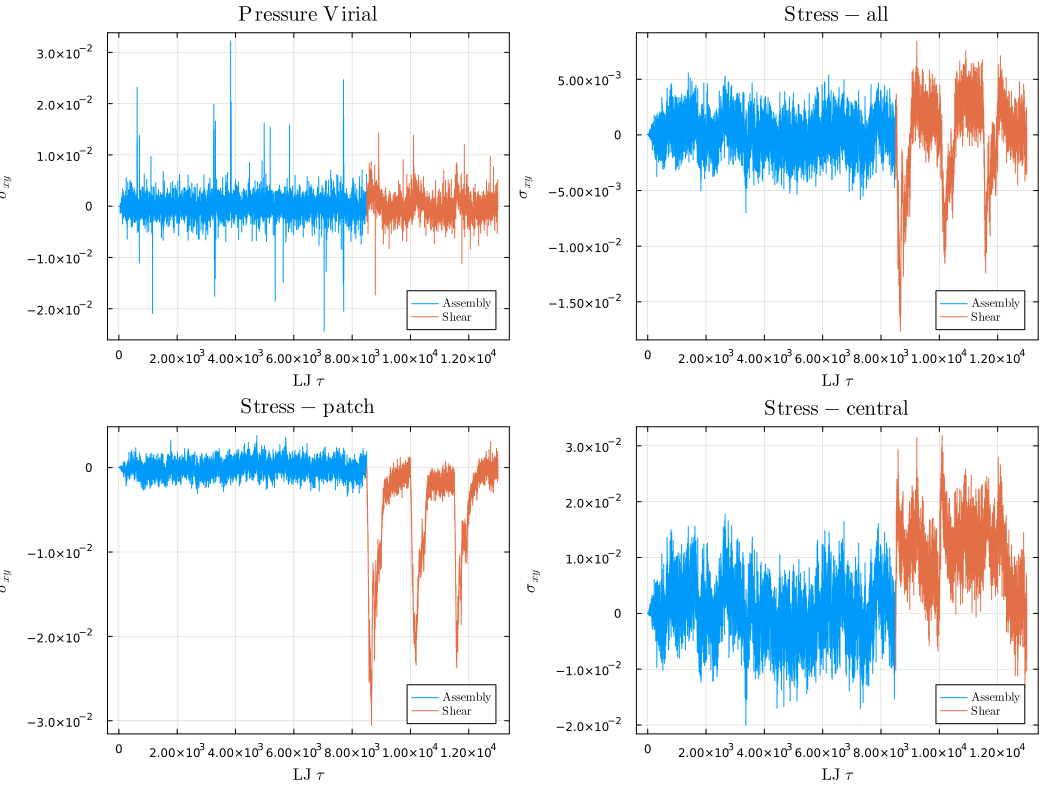 Pressure Virial
3.0×10⁻²
2.0×10⁻²
1.0×10⁻²
0
−1.0×10⁻²
−2.0×10⁻²
σ xy
Assembly
Shear
0 2.00×10³ 4.00×10³ 6.00×10³ 8.00×10³ 1.00×10⁴ 1.20×10⁴
LJ τ
Stress − all
5.00×10⁻³
0
−5.00×10⁻³
−1.00×10⁻²
−1.50×10⁻²
σ xy
Assembly
Shear
0 2.00×10³ 4.00×10³ 6.00×10³ 8.00×10³ 1.00×10⁴ 1.20×10⁴
LJ τ
Stress − patch
0
−1.0×10⁻²
−2.0×10⁻²
−3.0×10⁻²
σ xy
Assembly
Shear
0 2.00×10³ 4.00×10³ 6.00×10³ 8.00×10³ 1.00×10⁴ 1.20×10⁴
LJ τ
Stress − central
3.0×10⁻²
2.0×10⁻²
1.0×10⁻²
0
−1.0×10⁻²
−2.0×10⁻²
σ xy
Assembly
Shear
0 2.00×10³ 4.00×10³ 6.00×10³ 8.00×10³ 1.00×10⁴ 1.20×10⁴
LJ τ